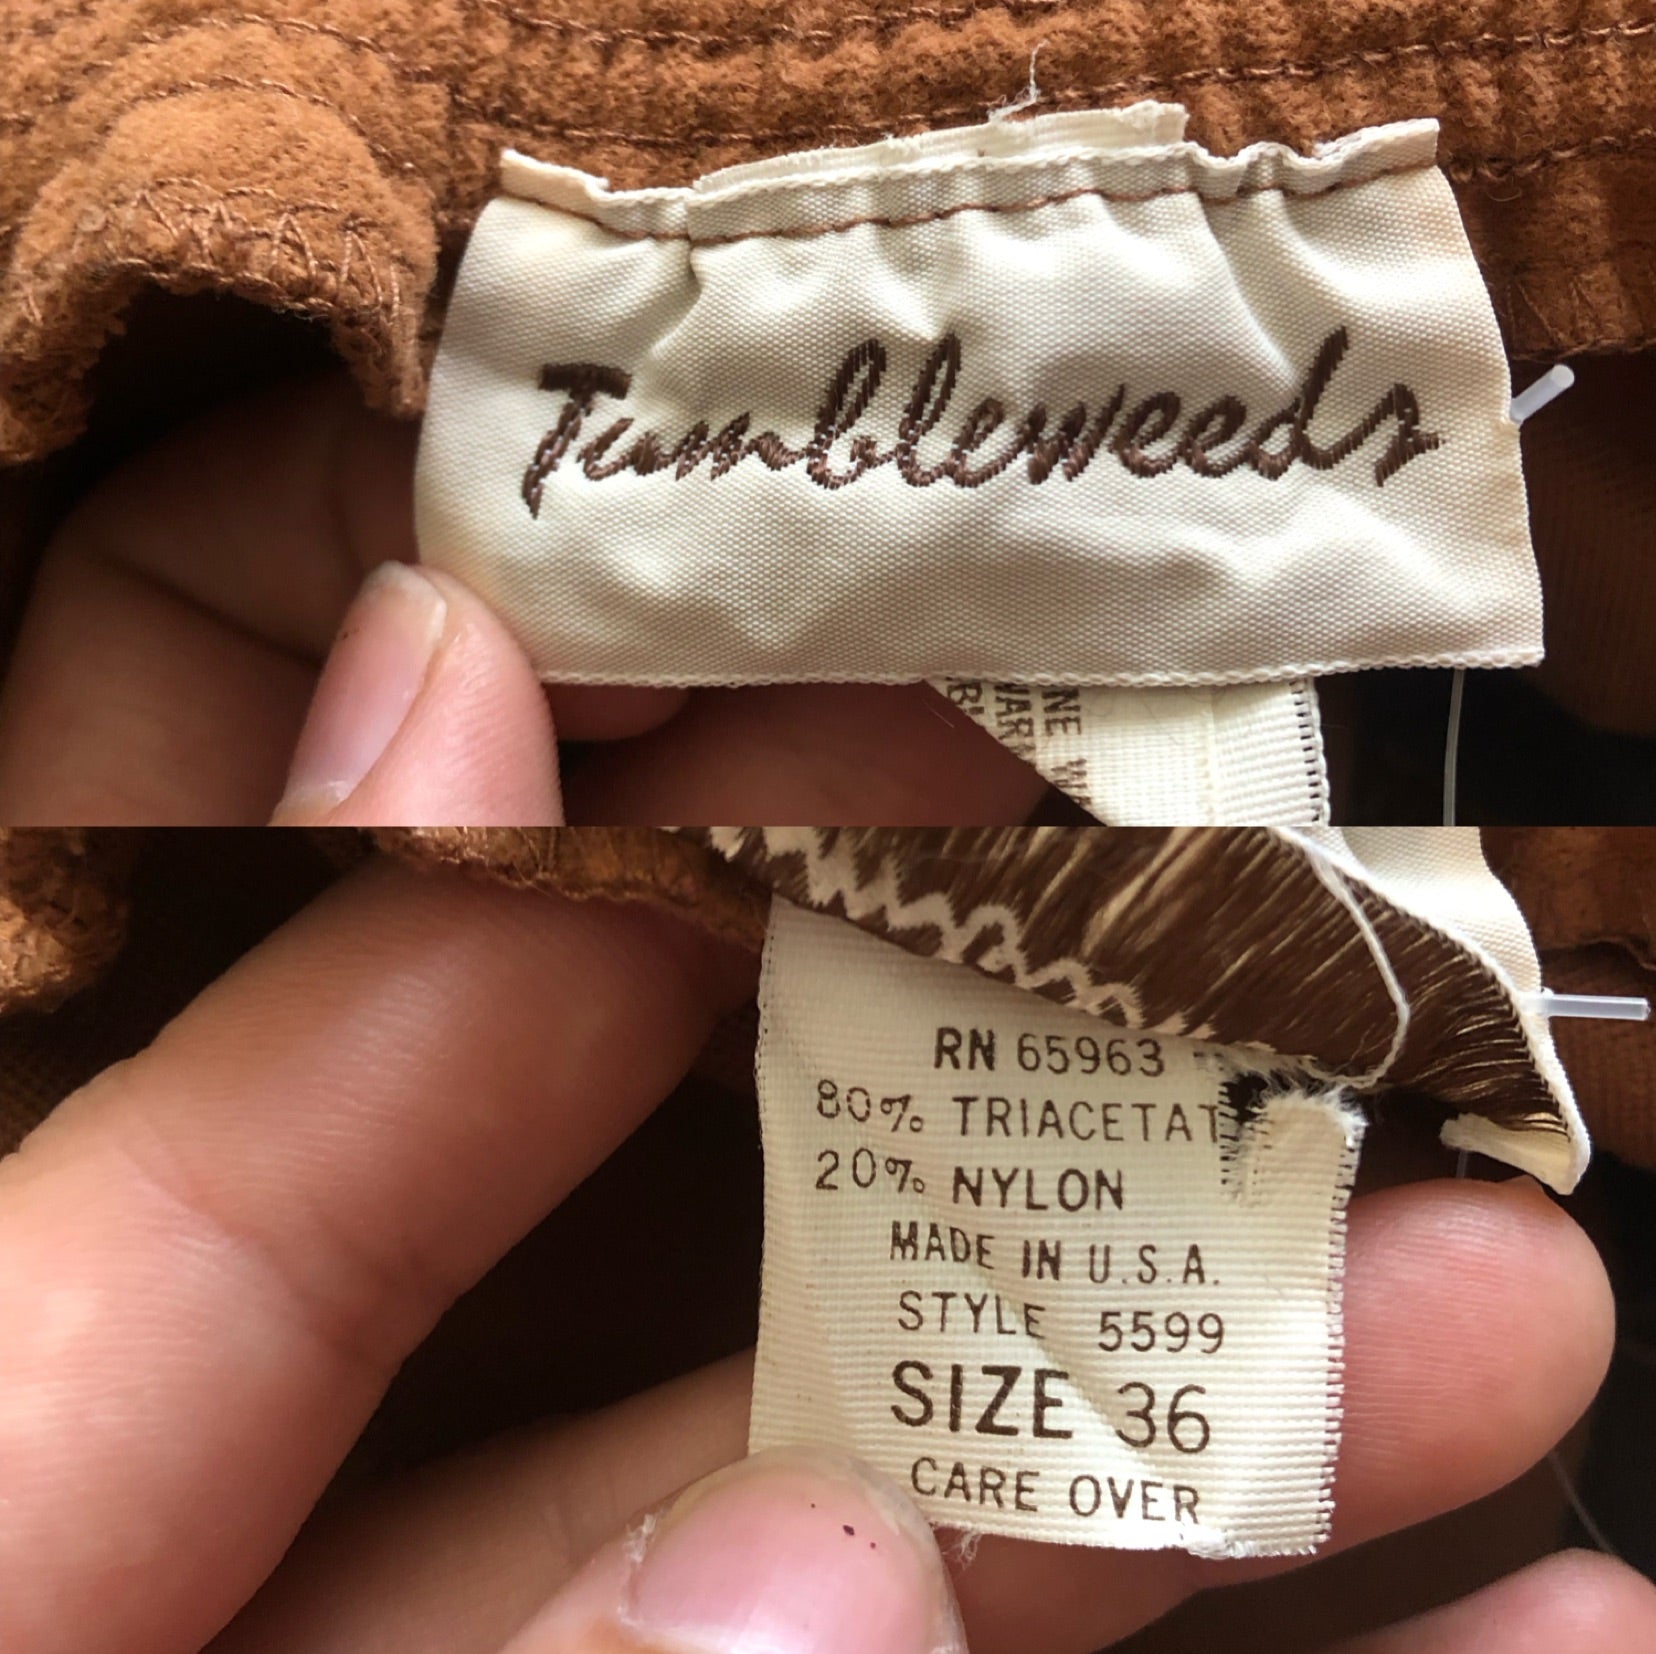 Tumbleweeds
RN 65963
80% TRIACETAT
20% NYLON
MADE IN U.S.A.
STYLE 5599
SIZE 36
CARE OVER